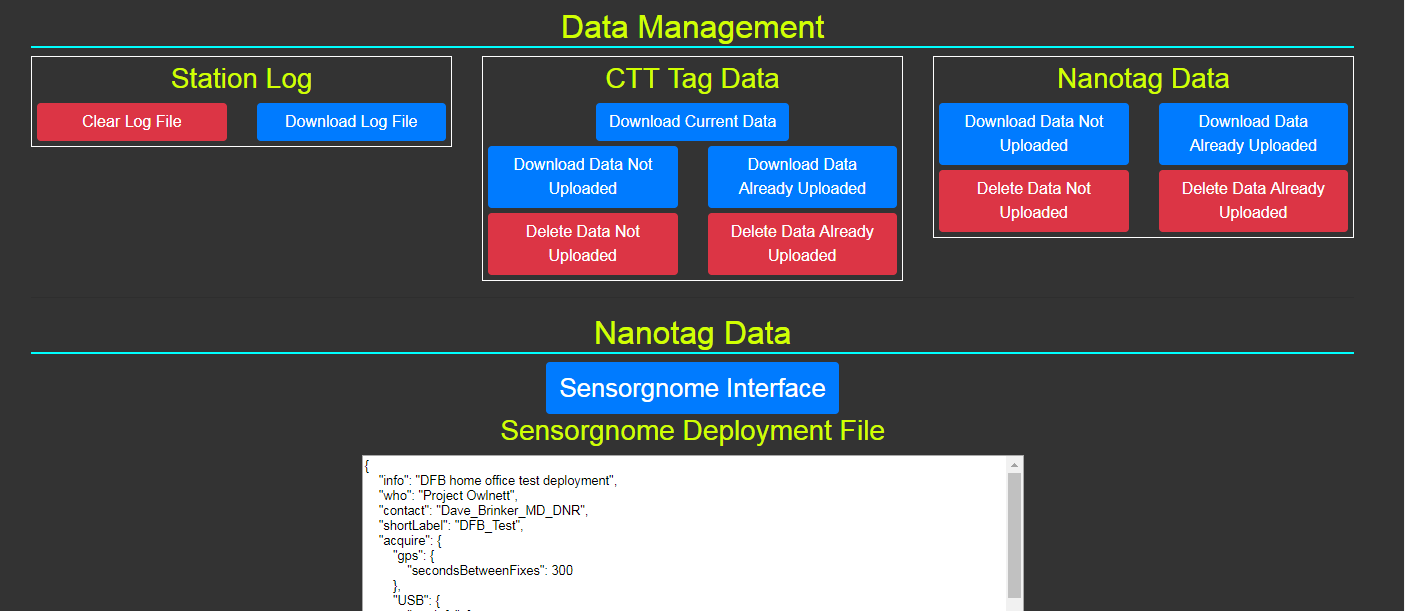 Data Management
Station Log
Clear Log File
Download Log File
CTT Tag Data
Download Current Data
Download Data Not
Uploaded
Download Data
Already Uploaded
Delete Data Not
Uploaded
Delete Data Already
Uploaded
Nanotag Data
Download Data Not
Uploaded
Download Data
Already Uploaded
Delete Data Not
Uploaded
Delete Data Already
Uploaded
Nanotag Data
Sensorgnome Interface
Sensorgnome Deployment File
{
"info": "DFB home office test deployment",
"who": "Project Owlnett",
"contact": "Dave_Brinker_MD_DNR",
"shortLabel": "DFB_Test",
"acquire": {
"gps": {
"secondsBetweenFixes": 300
},
"USB": {